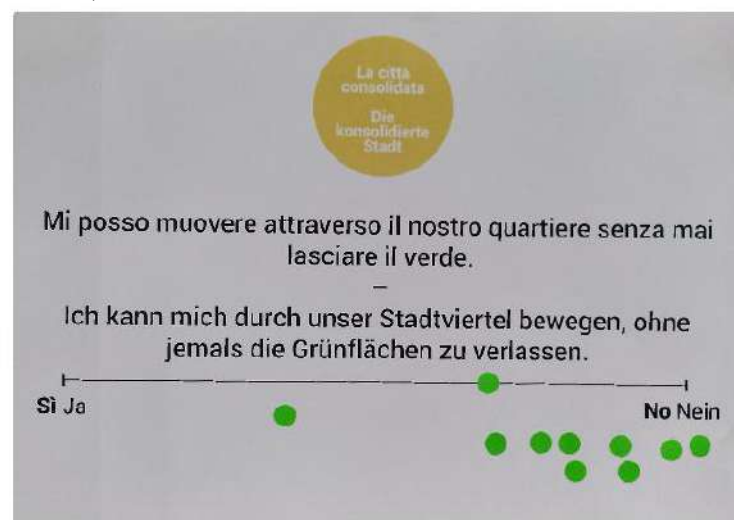 La città
consolidata
Die
konsolidierte
Stadt
Mi posso muovere attraverso il nostro quartiere senza mai
lasciare il verde.
–
Ich kann mich durch unser Stadtviertel bewegen, ohne
jemals die Grünflächen zu verlassen.
Sì Ja No Nein